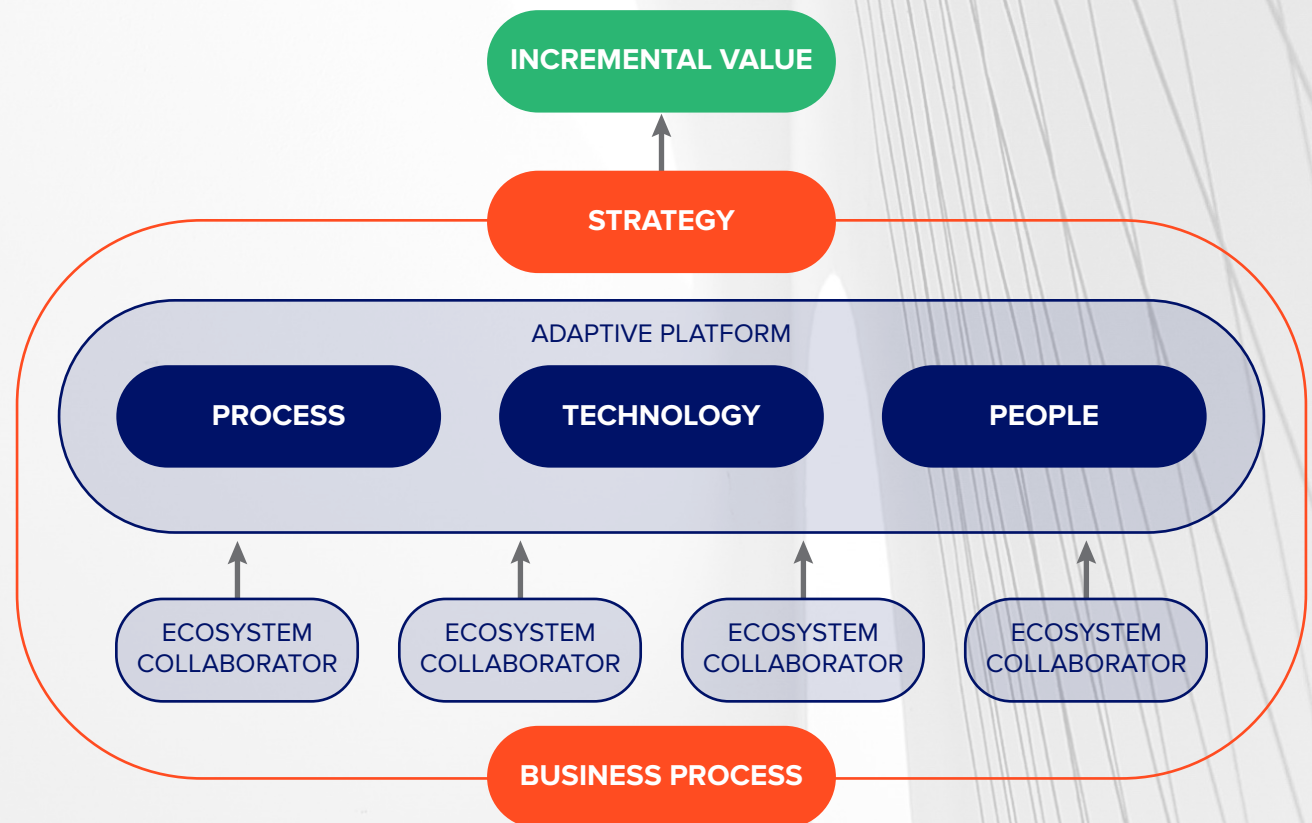 INCREMENTAL VALUE
STRATEGY
ADAPTIVE PLATFORM
PROCESS
TECHNOLOGY
PEOPLE
ECOSYSTEM
COLLABORATOR
ECOSYSTEM
COLLABORATOR
ECOSYSTEM
COLLABORATOR
ECOSYSTEM
COLLABORATOR
BUSINESS PROCESS